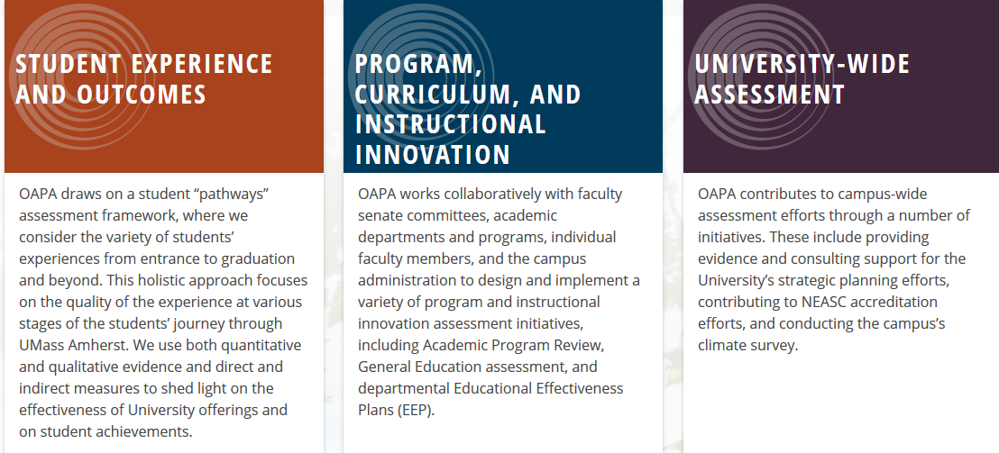 STUDENT EXPERIENCE
AND OUTCOMES
OAPA draws on a student “pathways”
assessment framework, where we
consider the variety of students’
experiences from entrance to graduation
and beyond. This holistic approach focuses
on the quality of the experience at various
stages of the students’ journey through
UMass Amherst. We use both quantitative
and qualitative evidence and direct and
indirect measures to shed light on the
effectiveness of University offerings and
on student achievements.
PROGRAM,
CURRICULUM, AND
INSTRUCTIONAL
INNOVATION
OAPA works collaboratively with faculty
senate committees, academic
departments and programs, individual
faculty members, and the campus
administration to design and implement a
variety of program and instructional
innovation assessment initiatives,
including Academic Program Review,
General Education assessment, and
departmental Educational Effectiveness
Plans (EEP).
UNIVERSITY-WIDE
ASSESSMENT
OAPA contributes to campus-wide
assessment efforts through a number of
initiatives. These include providing
evidence and consulting support for the
University’s strategic planning efforts,
contributing to NEASC accreditation
efforts, and conducting the campus’s
climate survey.